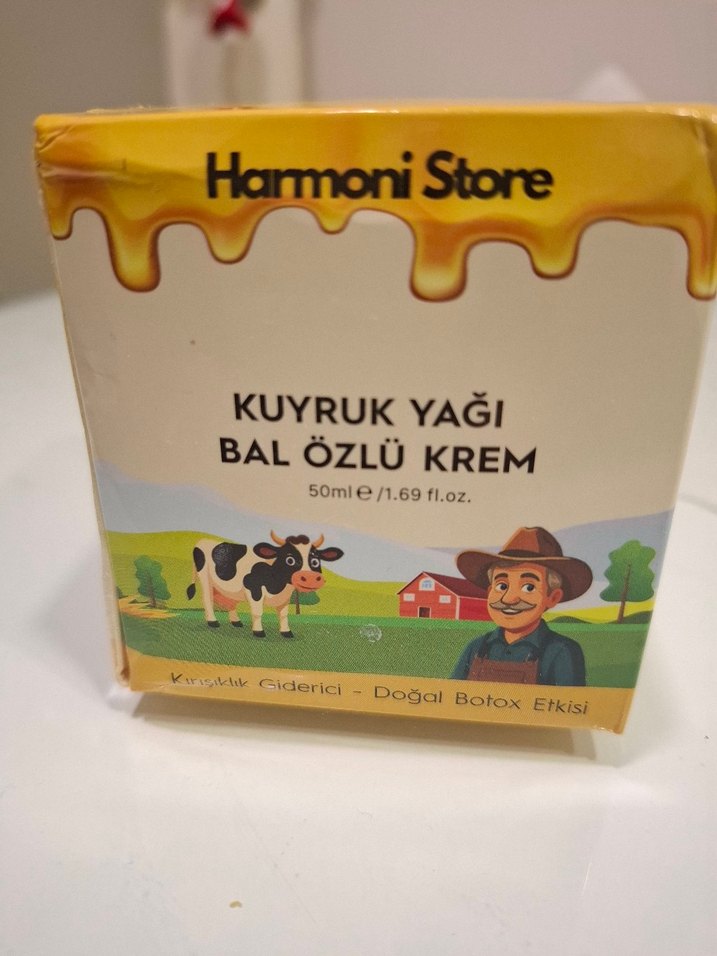 Harmoni Store
KUYRUK YAĞI
BAL ÖZLÜ KREM
50ml ℮ /1.69 fl.oz.
Kırışıklık Giderici - Doğal Botox Etkisi